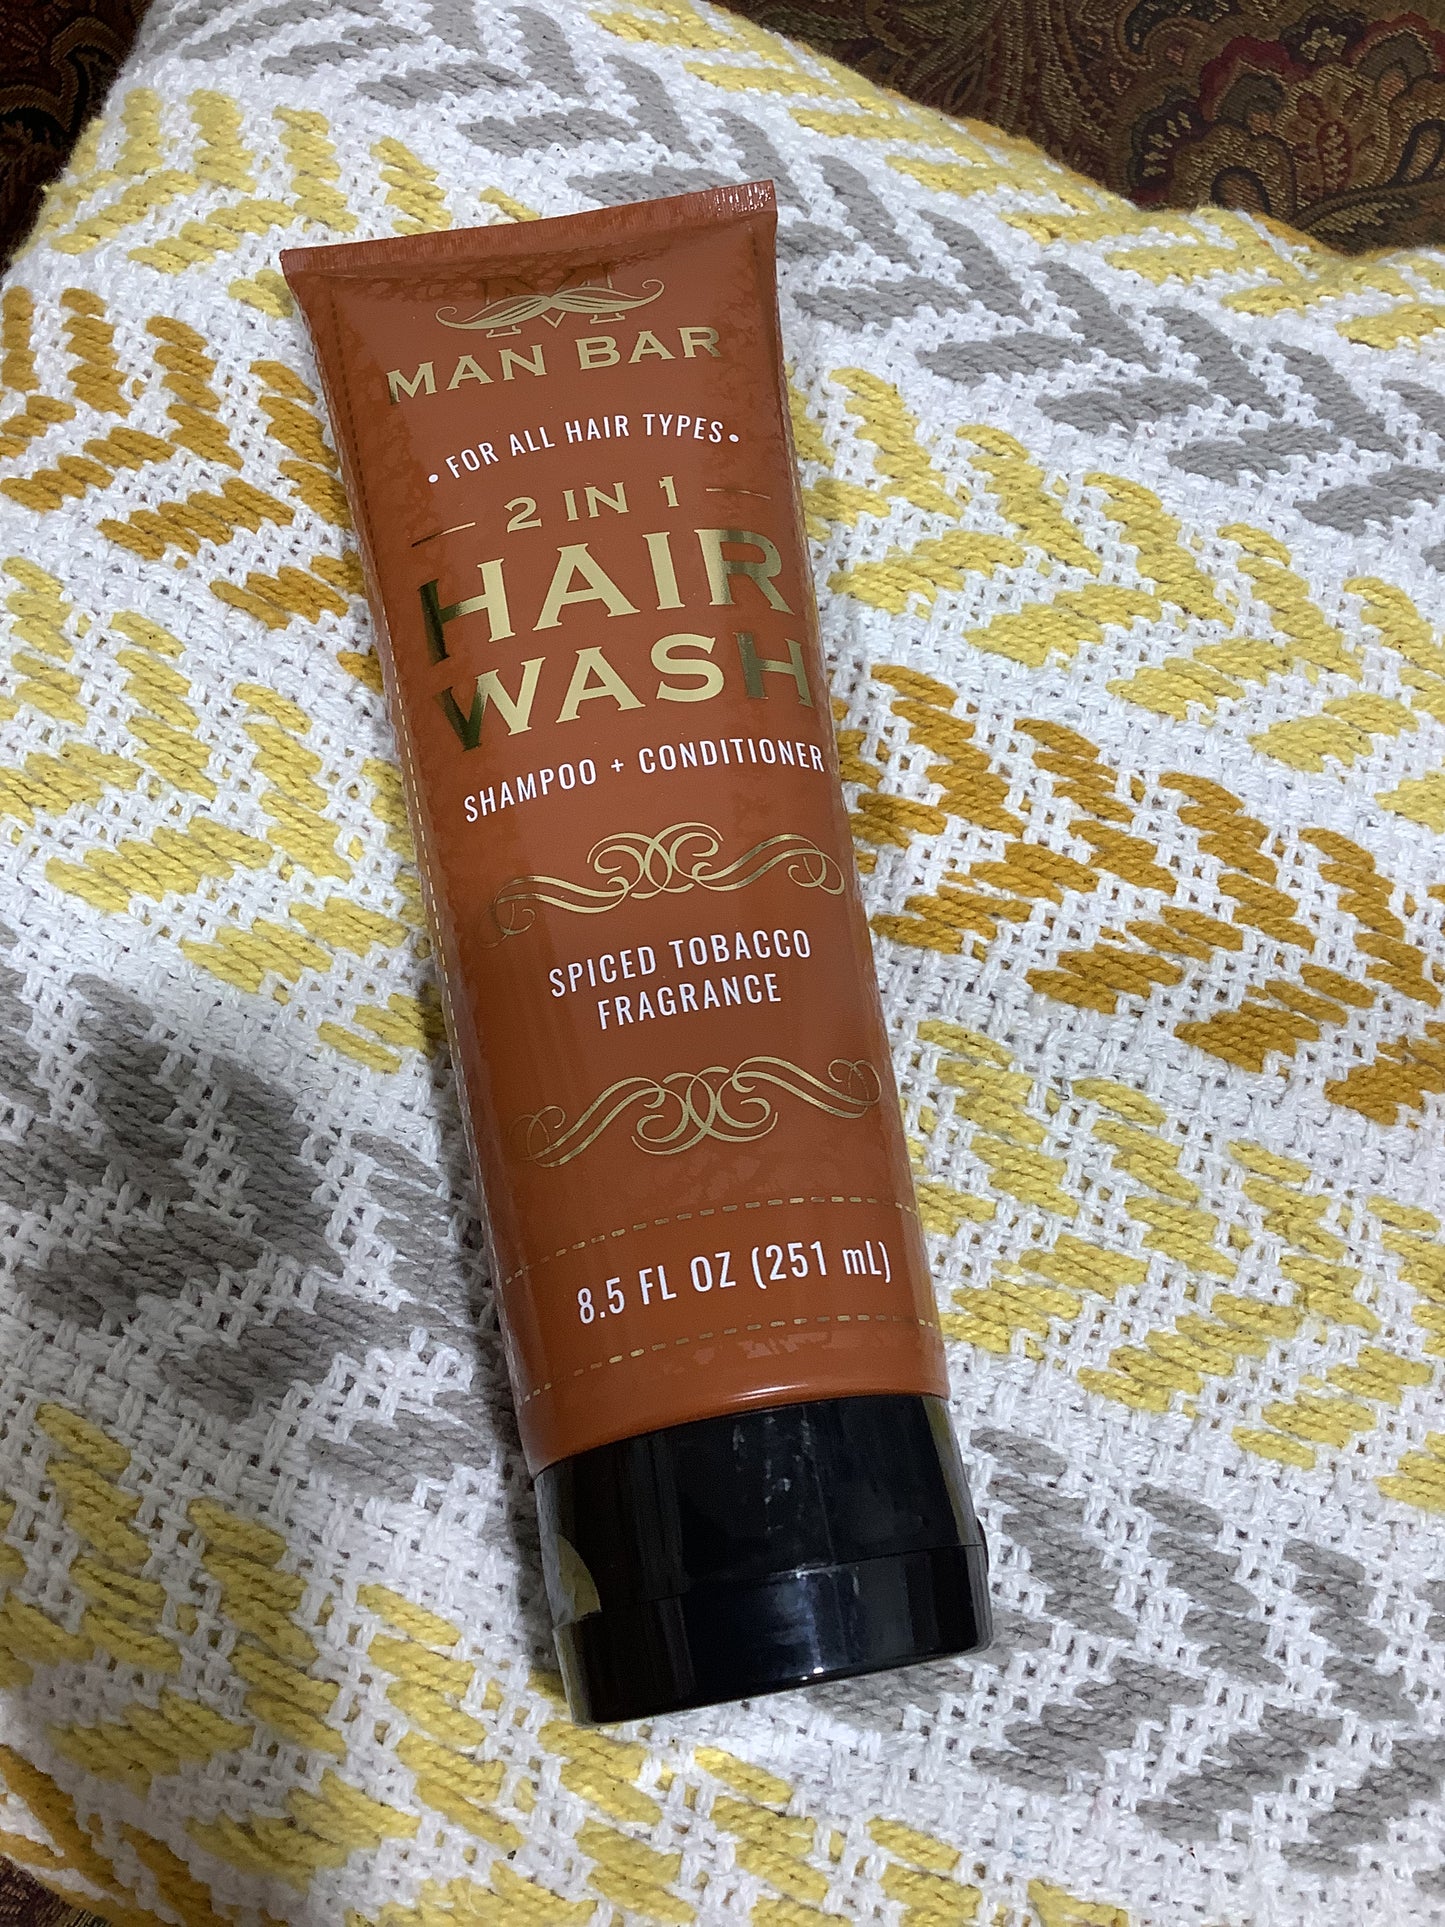 M
MAN BAR
• FOR ALL HAIR TYPES •
2 IN 1
HAIR
WASH
SHAMPOO + CONDITIONER
SPICED TOBACCO
FRAGRANCE
8.5 FL OZ (251 mL)